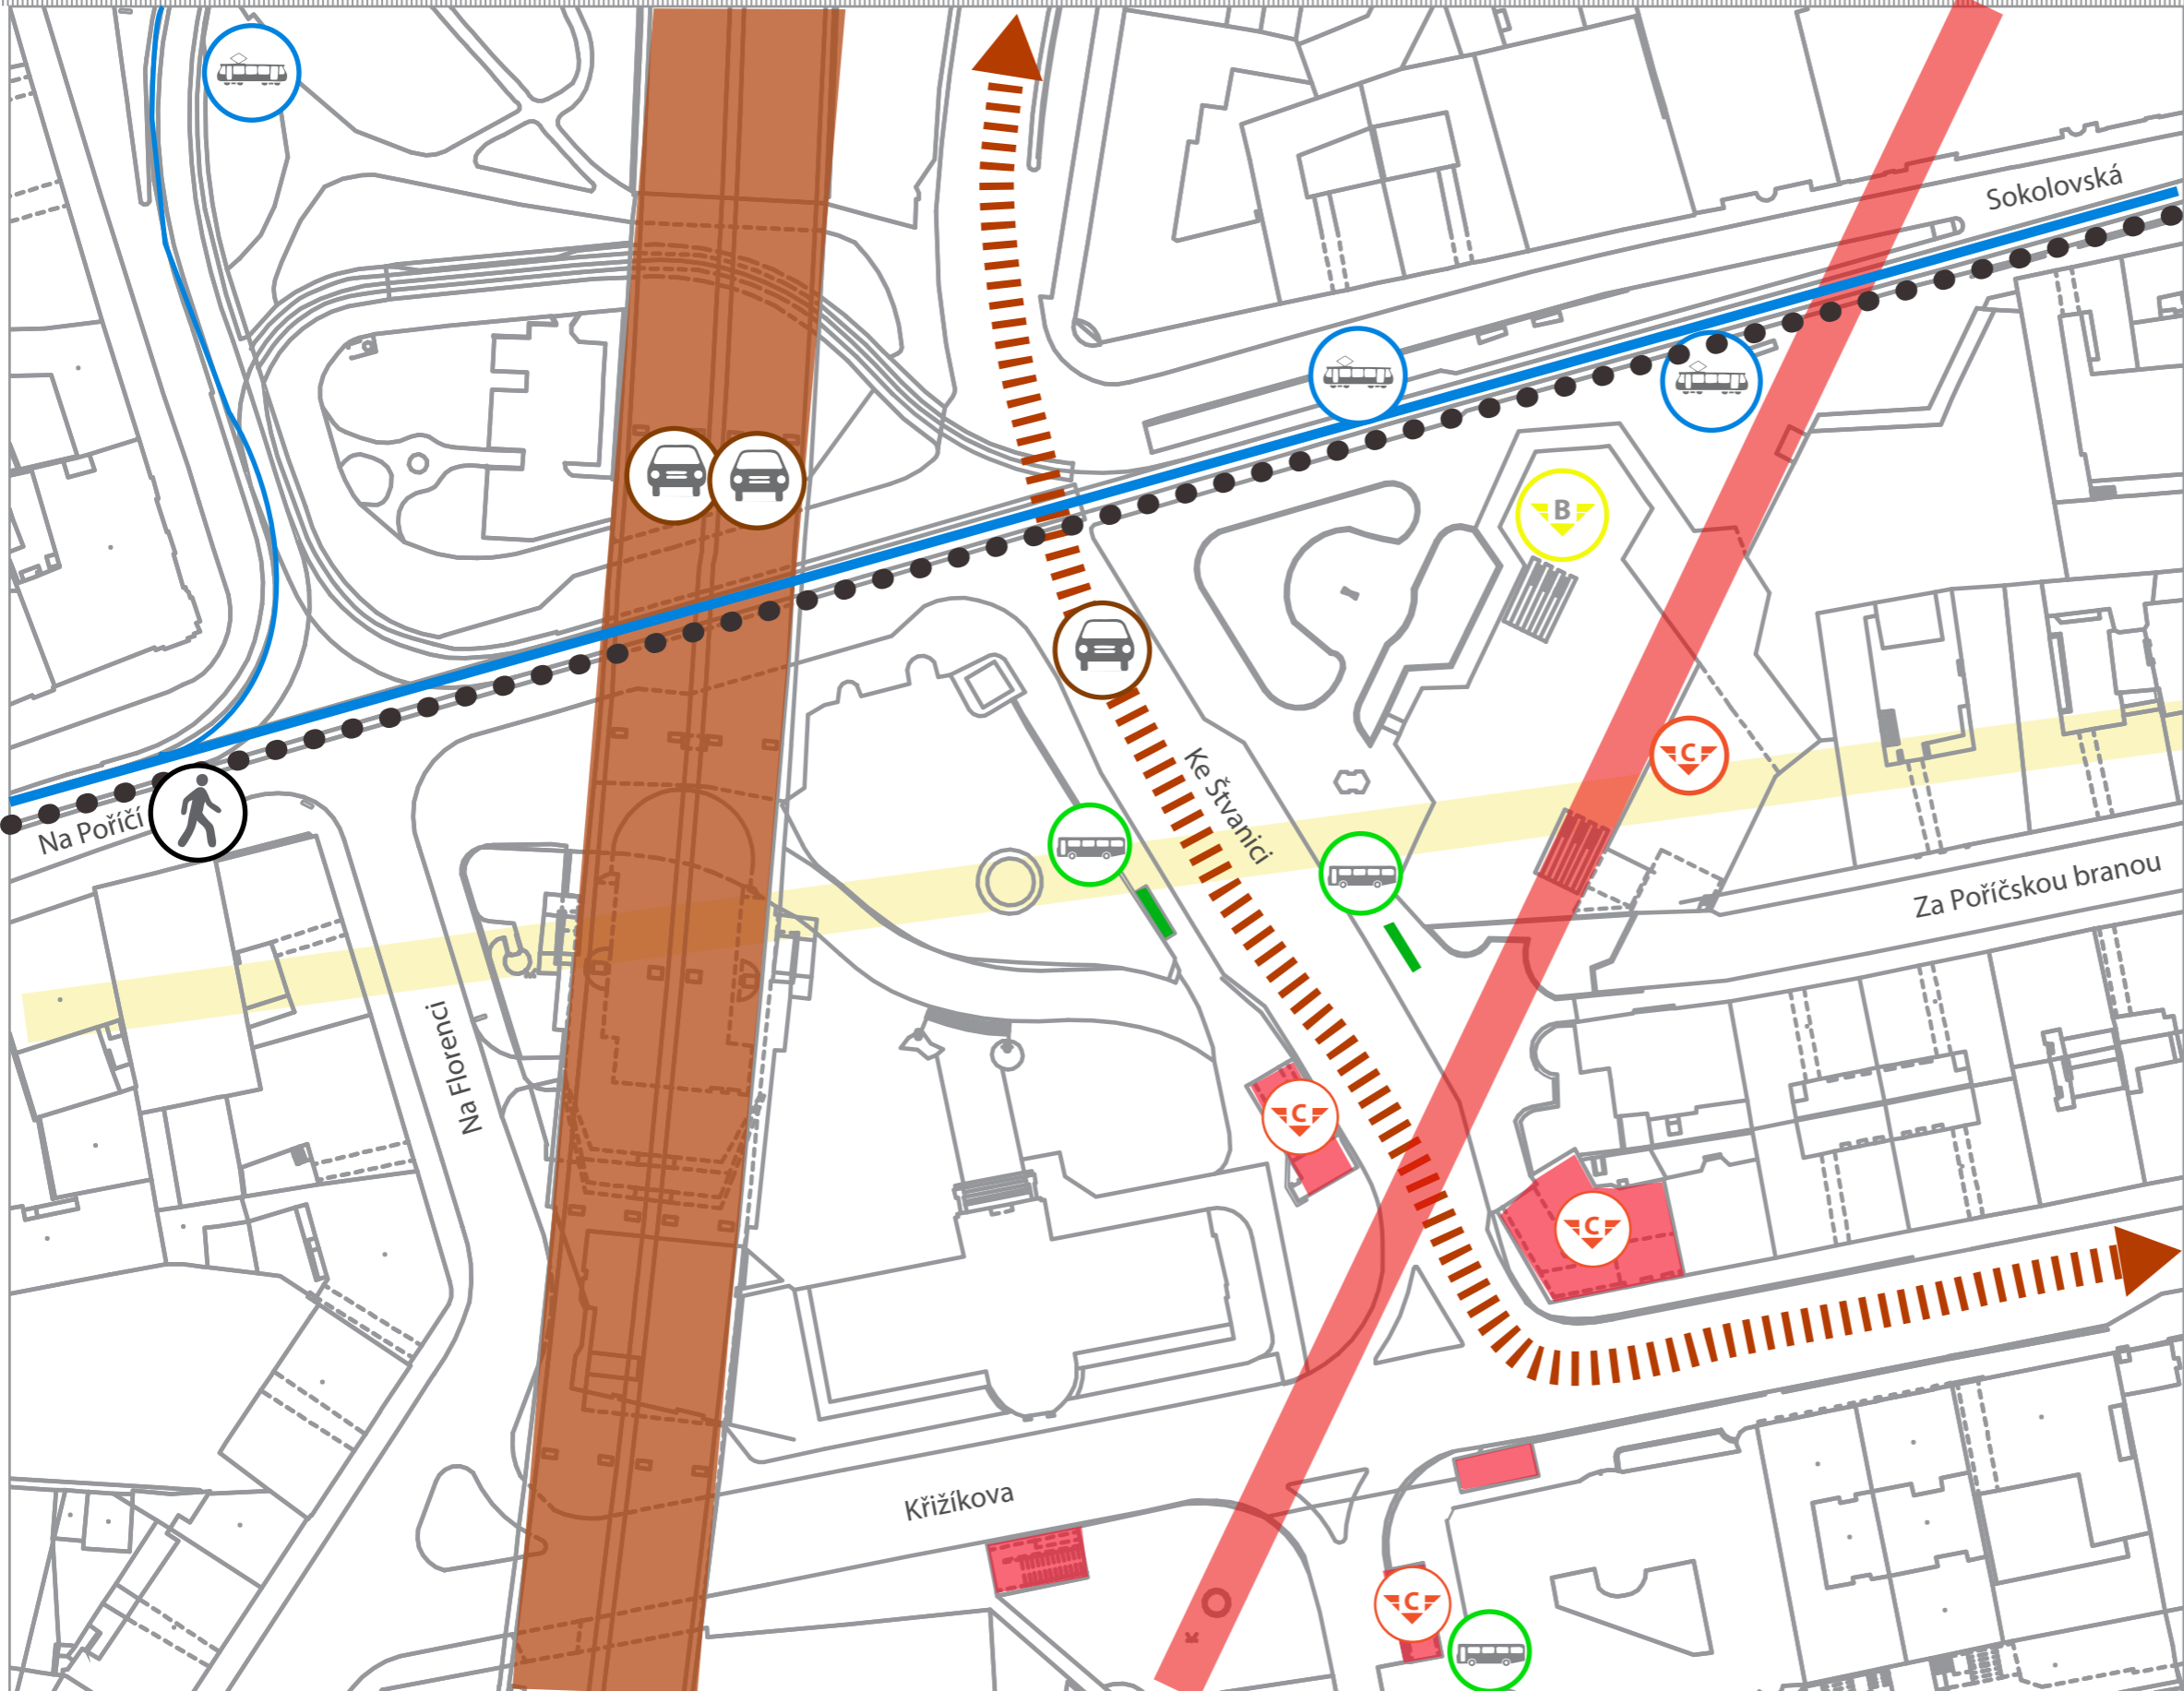 Sokolovská
B
Na Poříčí
Ke Štvanici
C
Za Poříčskou branou
Na Florenci
C
C
Křižíkova
C